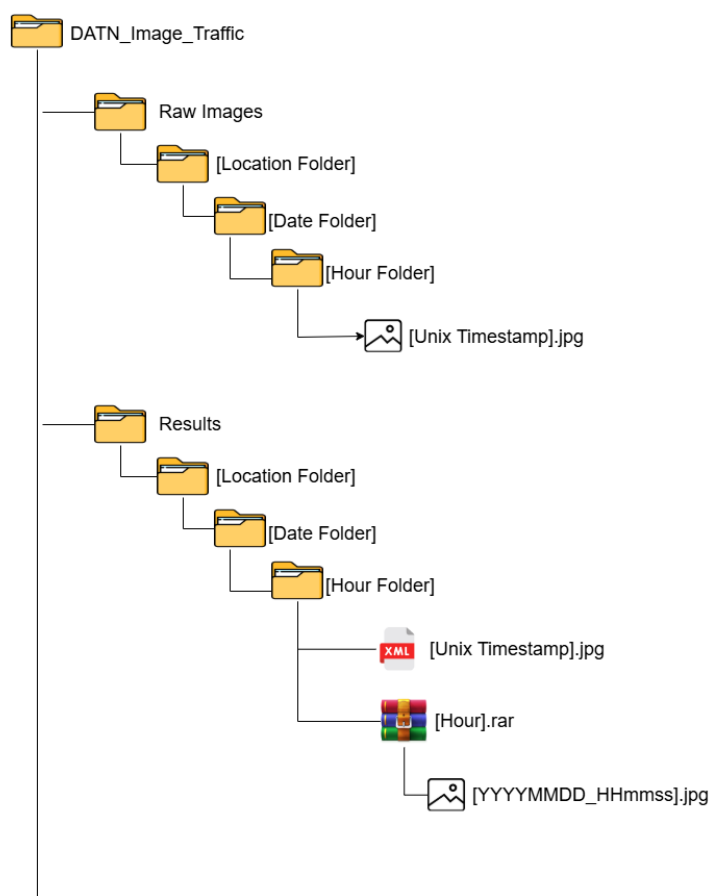 DATN_Image_Traffic
Raw Images
[Location Folder]
[Date Folder]
[Hour Folder]
[Unix Timestamp].jpg
Results
[Location Folder]
[Date Folder]
[Hour Folder]
XML
[Unix Timestamp].jpg
[Hour].rar
[YYYYMMDD_HHmmss].jpg